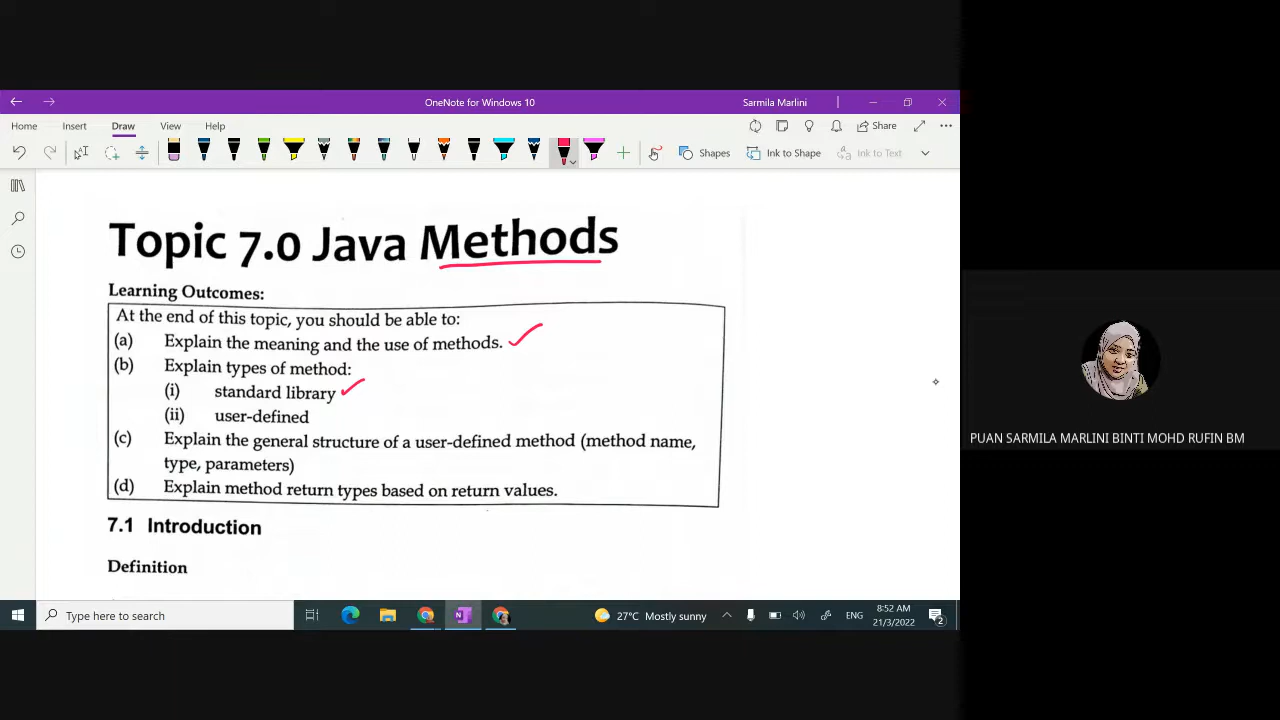 OneNote for Windows 10
Sarmila Marlini
Home Insert Draw View Help
Share
Shapes
Ink to Shape
Ink to Text
Topic 7.0 Java Methods
Learning Outcomes:
At the end of this topic, you should be able to:
(a) Explain the meaning and the use of methods.
(b) Explain types of method:
(i) standard library
(ii) user-defined
(c) Explain the general structure of a user-defined method (method name,
type, parameters)
(d) Explain method return types based on return values.
7.1 Introduction
Definition
PUAN SARMILA MARLINI BINTI MOHD RUFIN BM
Type here to search
27°C Mostly sunny
ENG
8:52 AM
21/3/2022
2